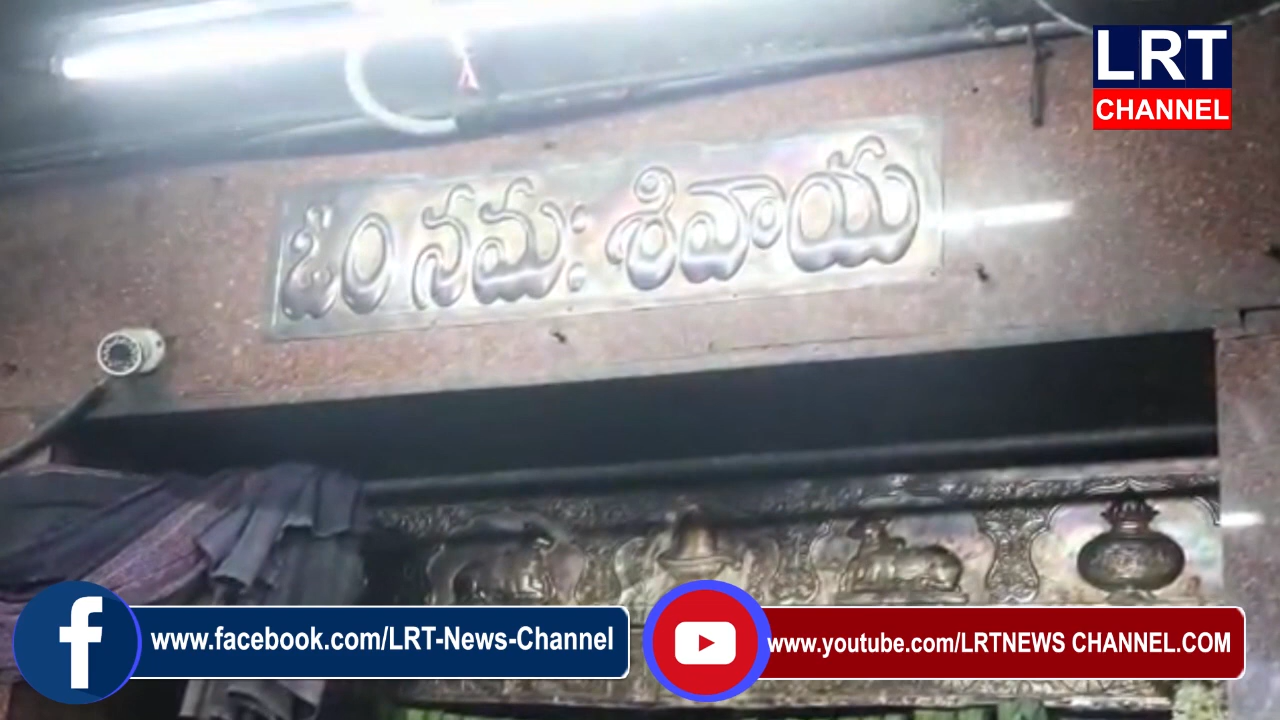 LRT
CHANNEL
ఓం నమః శివాయ
www.facebook.com/LRT-News-Channel
www.youtube.com/LRTNEWS CHANNEL.COM